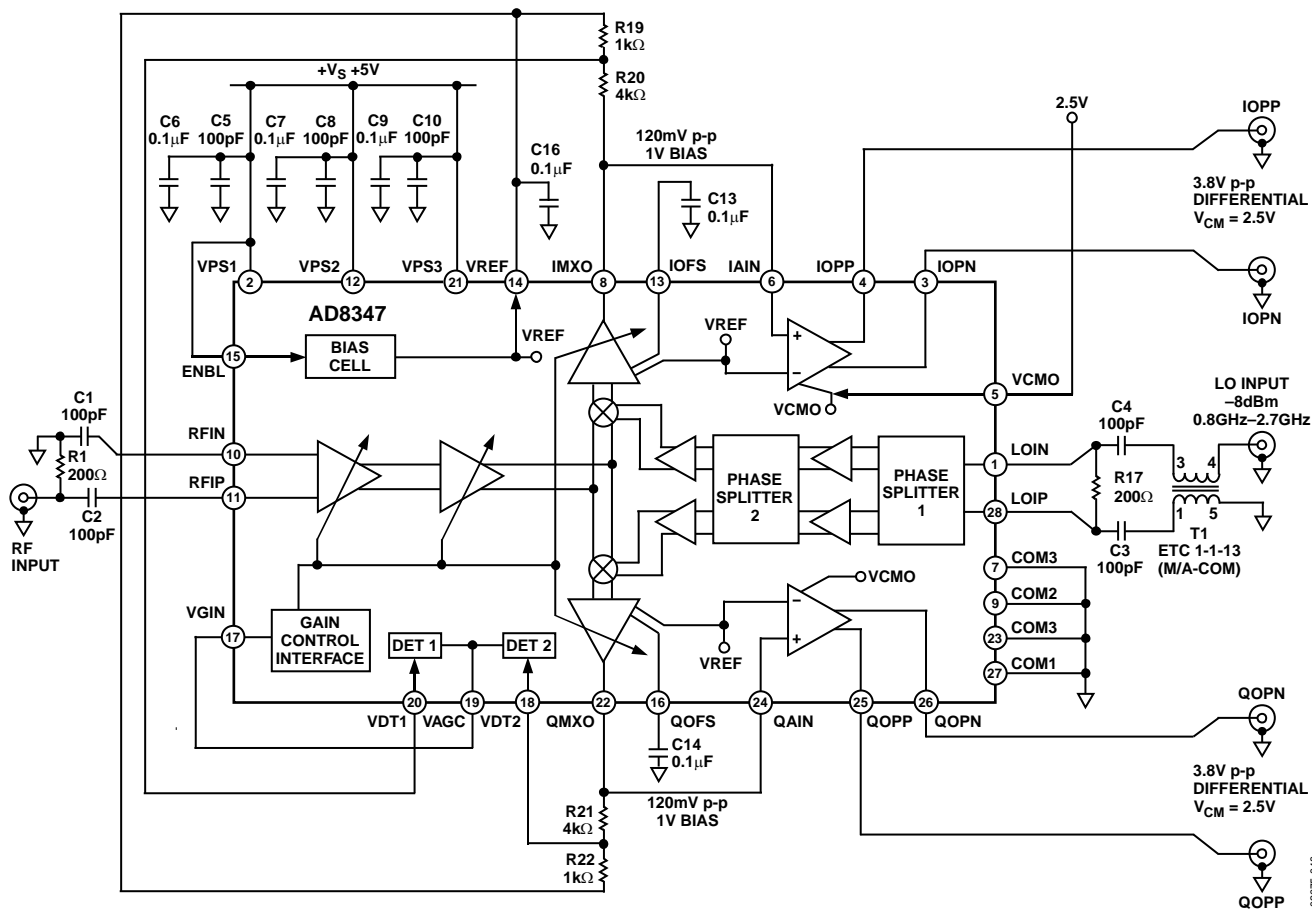 R19
1kΩ
R20
4kΩ
+VS +5V
C6
0.1μF
C5
100pF
C7
0.1μF
C8
100pF
C9
0.1μF
C10
100pF
C16
0.1μF
120mV p-p
1V BIAS
C13
0.1μF
2.5V
IOPP
3.8V p-p
DIFFERENTIAL
VCM = 2.5V
IOPN
VPS1
VPS2
VPS3
VREF
IMXO
IOFS
IAIN
IOPP
IOPN
2
12
21
14
8
13
6
4
3
AD8347
VREF
VREF
15
ENBL
BIAS
CELL
+
−
VCMO
5
VCMO
LO INPUT
–8dBm
0.8GHz–2.7GHz
C1
100pF
R1
200Ω
C2
100pF
RF
INPUT
RFIN
10
RFIP
11
PHASE
SPLITTER
2
PHASE
SPLITTER
1
1
LOIN
28
LOIP
C4
100pF
R17
200Ω
C3
100pF
3
4
1
5
T1
ETC 1-1-13
(M/A-COM)
7
COM3
9
COM2
23
COM3
27
COM1
VGIN
17
GAIN
CONTROL
INTERFACE
DET 1
DET 2
VREF
VCMO
−
+
20
19
18
22
16
24
25
26
VDT1
VAGC
VDT2
QMXO
QOFS
QAIN
QOPP
QOPN
C14
0.1μF
120mV p-p
1V BIAS
R21
4kΩ
R22
1kΩ
QOPN
3.8V p-p
DIFFERENTIAL
VCM = 2.5V
QOPP